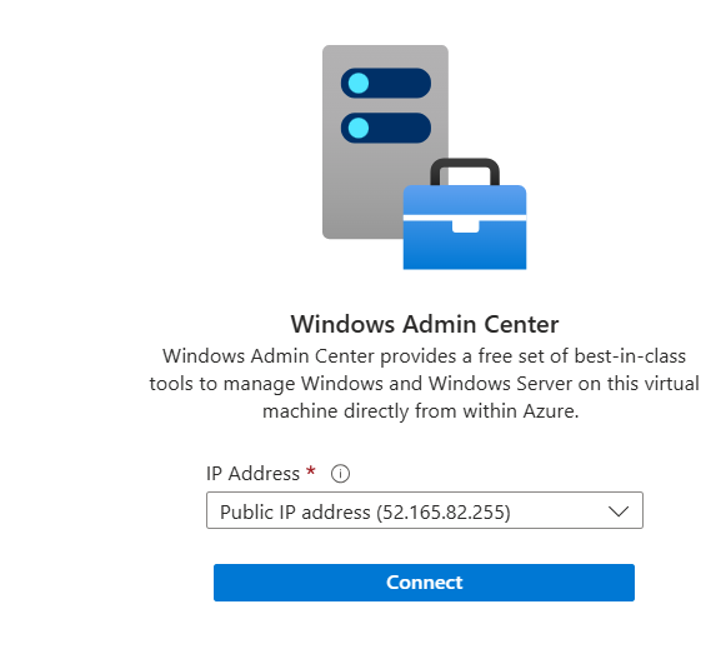 Windows Admin Center
Windows Admin Center provides a free set of best-in-class
tools to manage Windows and Windows Server on this virtual
machine directly from within Azure.
IP Address *
Public IP address (52.165.82.255)
Connect